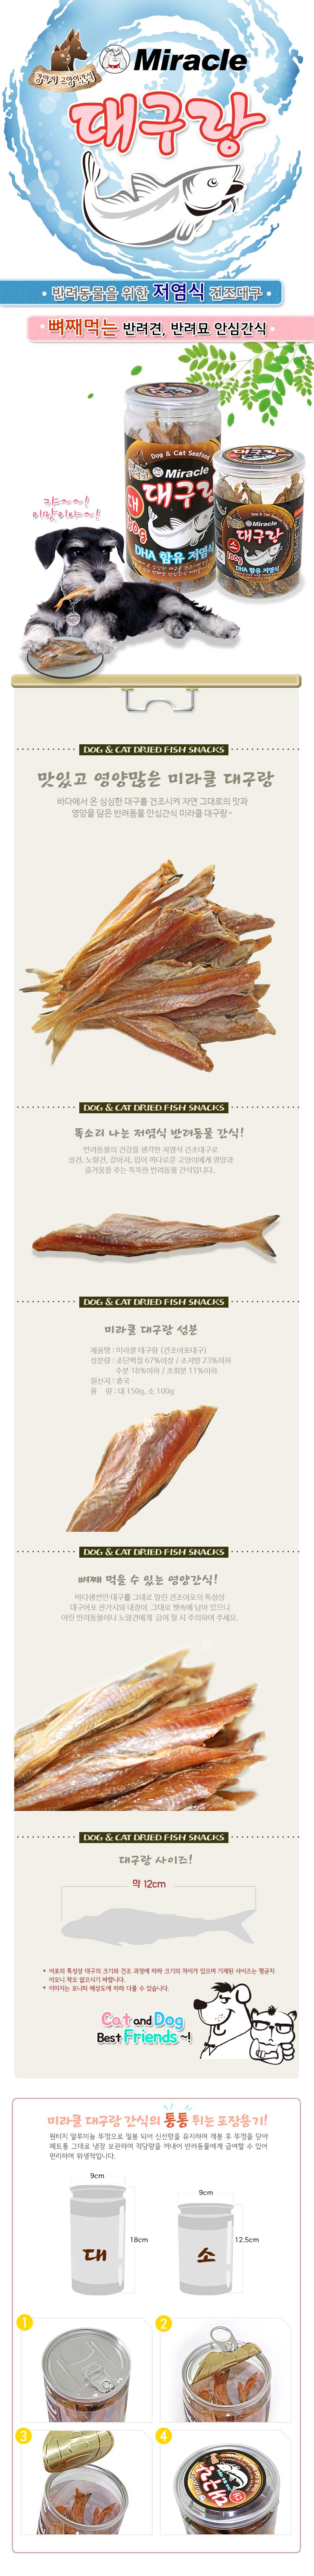 강아지 고양이간식
Miracle
대구랑
• 반려동물을 위한 저염식 건조대구 •
• 뼈째먹는 반려견, 반려묘 안심간식 •
캬~~!
이맛이야~!
Dog & Cat Seafood
Miracle
대구랑
대
DHA 함유 저염식
Dog & Cat Seafood
Miracle
대구랑
소
100g
DHA 함유 저염식
DOG & CAT DRIED FISH SNACKS
맛있고 영양많은 미라클 대구랑
바다에서 온 싱싱한 대구를 건조시켜 자연 그대로의 맛과
영양을 담은 반려동물 안심간식 미라클 대구랑~
DOG & CAT DRIED FISH SNACKS
똑소리 나는 저염식 반려동물 간식!
반려동물의 건강을 생각한 저염식 건조대구로
성견, 노령견, 강아지, 입이 까다로운 고양이에게 영양과
즐거움을 주는 똑똑한 반려동물 간식입니다.
DOG & CAT DRIED FISH SNACKS
미라클 대구랑 성분
제품명 : 미라클 대구랑 (건조어포대구)
성분량 : 조단백질 67%이상 / 조지방 23%이하
수분 18%이하 / 조회분 11%이하
원산지 : 중국
용 량 : 대 150g, 소 100g
DOG & CAT DRIED FISH SNACKS
뼈째 먹을 수 있는 영양간식!
바다생선인 대구를 그대로 말린 건조어포의 특성상
대구어포 잔가시와 내장이 그대로 뱃속에 남아 있으니
어린 반려동물이나 노령견에게 급여 할 시 주의하여 주세요.
DOG & CAT DRIED FISH SNACKS
대구랑 사이즈!
약 12cm
• 어포의 특성상 대구의 크기와 건조 과정에 따라 크기의 차이가 있으며 기재된 사이즈는 평균치
이오니 착오 없으시기 바랍니다.
• 이미지는 모니터 해상도에 따라 다를 수 있습니다.
Cat and Dog
Best Friends ~!
미라클 대구랑 간식의 통통 튀는 포장용기!
원터치 알루미늄 뚜껑으로 밀봉 되어 신선함을 유지하며 개봉 후 뚜껑을 닫아
페트통 그대로 냉장 보관하며 적당량을 꺼내어 반려동물에게 급여할 수 있어
편리하며 위생적입니다.
9cm
대
18cm
9cm
소
12.5cm
1
2
3
4